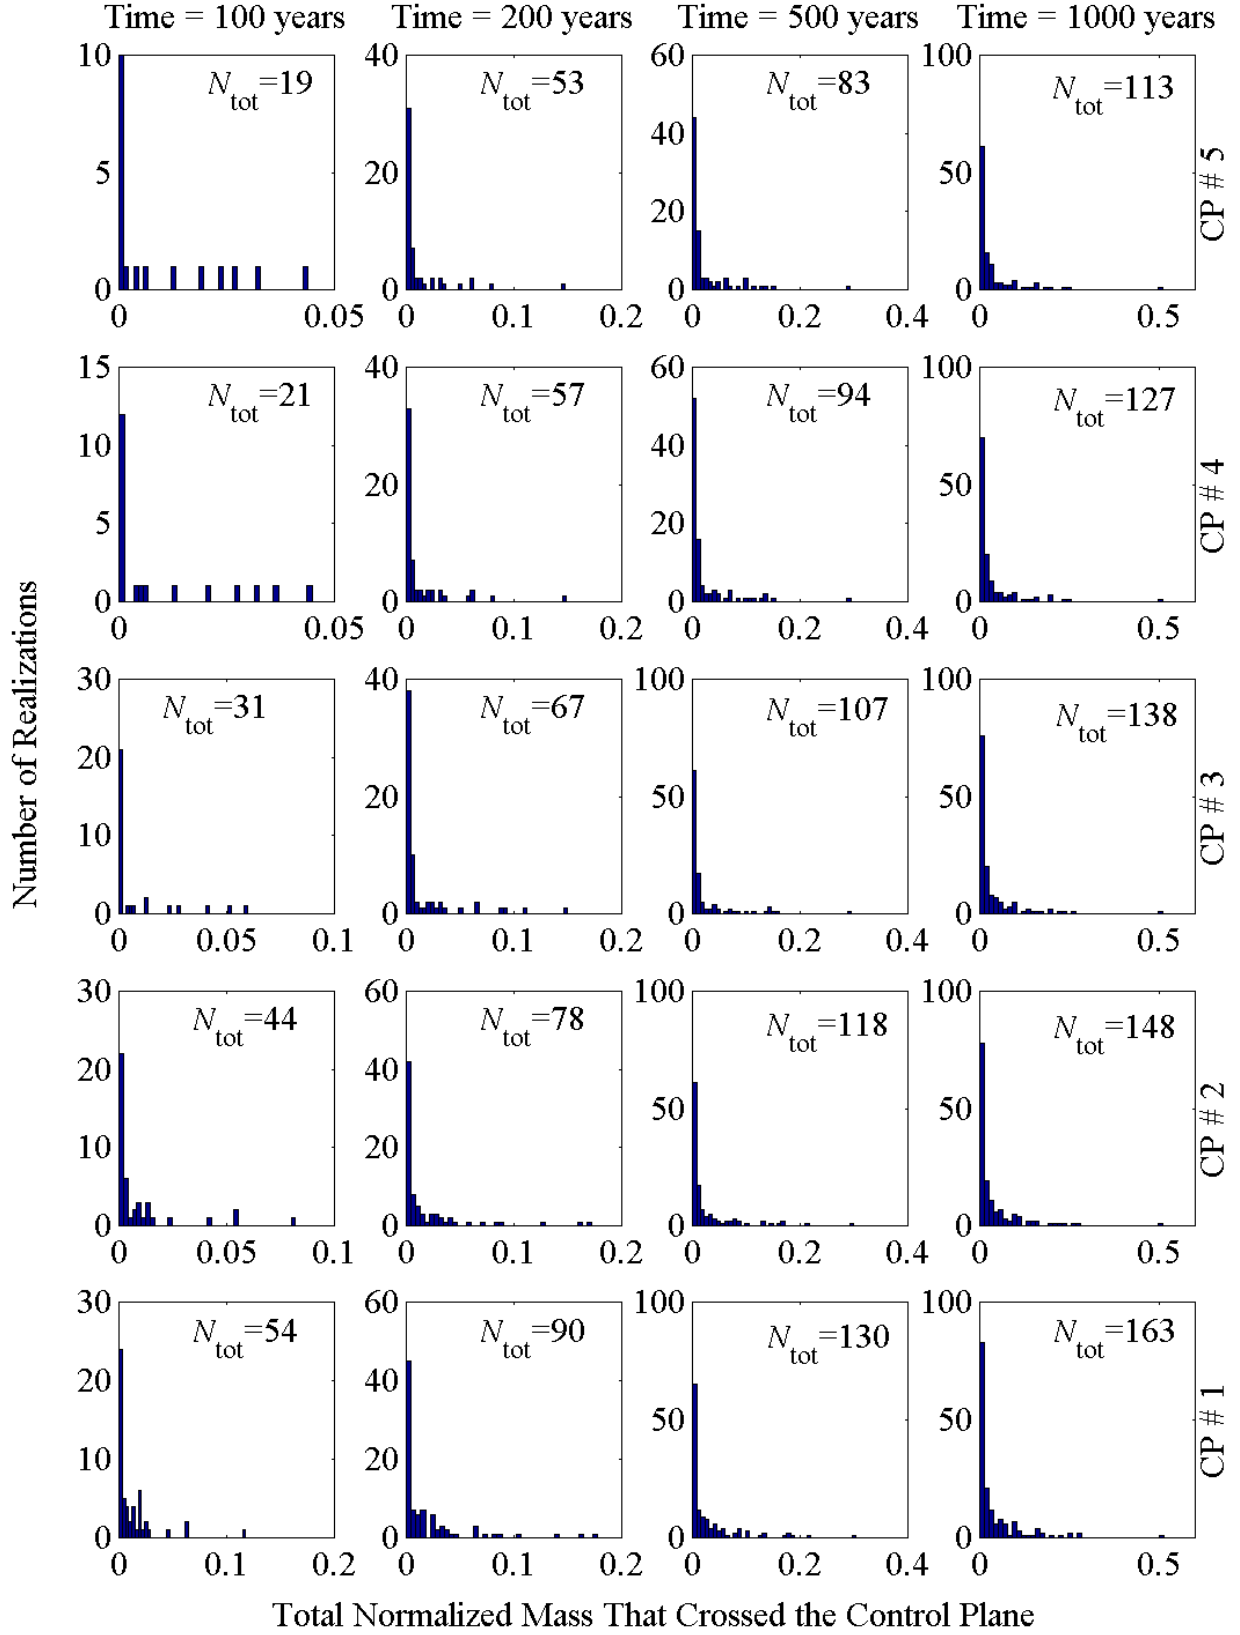 Time = 100 years Time = 200 years Time = 500 years Time = 1000 years
10 5 0
N_tot=19
0 0.05
40 20 0
N_tot=53
0 0.1 0.2
60 40 20 0
N_tot=83
0 0.2 0.4
100 50 0
N_tot=113
0 0.5
CP # 5
15 10 5 0
N_tot=21
0 0.05
40 20 0
N_tot=57
0 0.1 0.2
60 40 20 0
N_tot=94
0 0.2 0.4
100 50 0
N_tot=127
0 0.5
CP # 4
Number of Realizations
30 20 10 0
N_tot=31
0 0.05 0.1
40 20 0
N_tot=67
0 0.1 0.2
100 50 0
N_tot=107
0 0.2 0.4
100 50 0
N_tot=138
0 0.5
CP # 3
30 20 10 0
N_tot=44
0 0.05 0.1
60 40 20 0
N_tot=78
0 0.1 0.2
100 50 0
N_tot=118
0 0.2 0.4
100 50 0
N_tot=148
0 0.5
CP # 2
30 20 10 0
N_tot=54
0 0.1 0.2
60 40 20 0
N_tot=90
0 0.1 0.2
100 50 0
N_tot=130
0 0.2 0.4
100 50 0
N_tot=163
0 0.5
CP # 1
Total Normalized Mass That Crossed the Control Plane